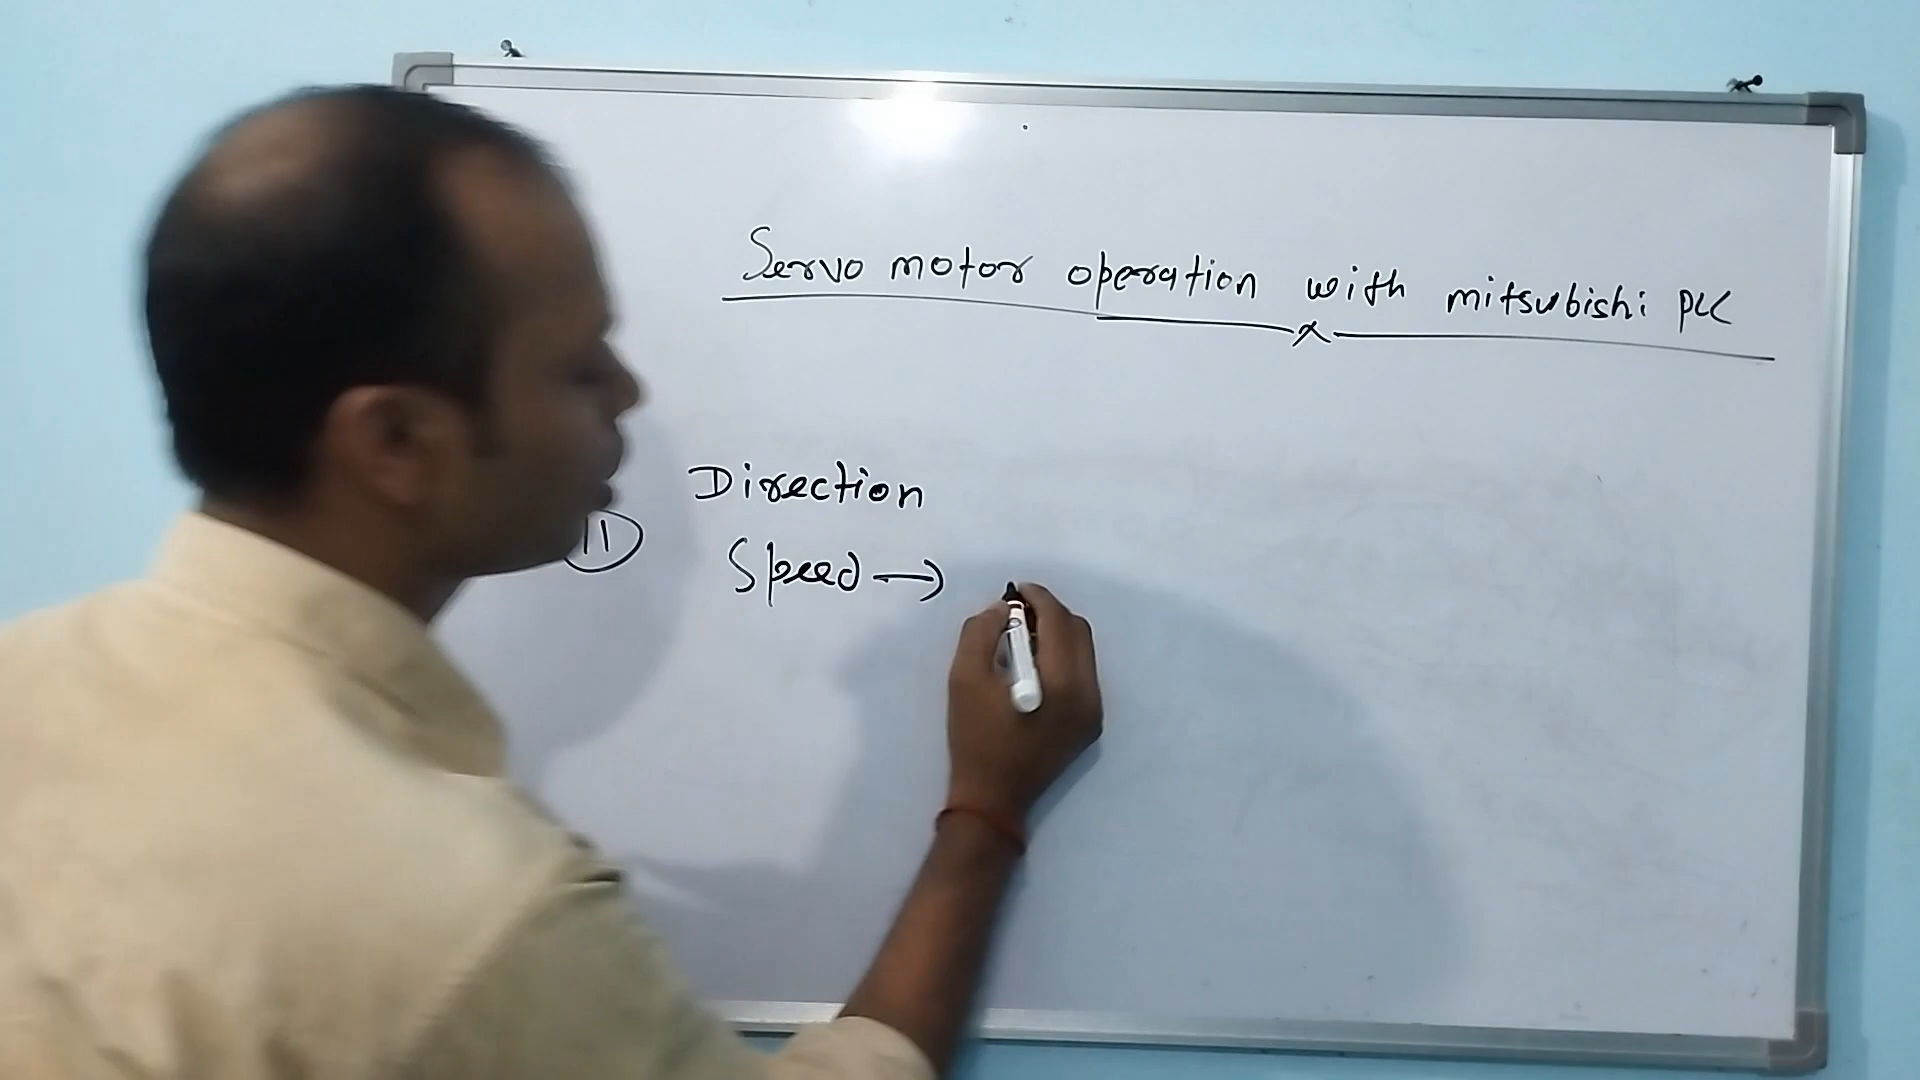 Servo motor operation with mitsubishi PLC
x
Direction
11 Speed →